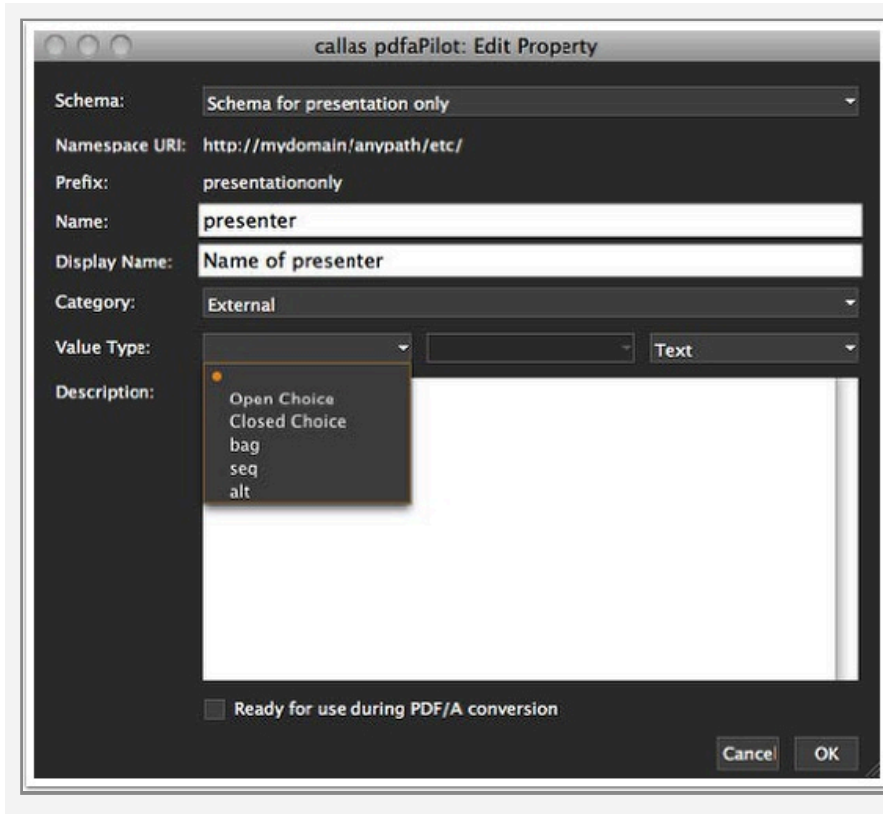 callas pdfaPilot: Edit Property
Schema: Schema for presentation only
Namespace URI: http://mydomain/anypath/etc/
Prefix: presentationonly
Name: presenter
Display Name: Name of presenter
Category: External
Value Type: Text
Description:
Open Choice
Closed Choice
bag
seq
alt
Ready for use during PDF/A conversion
Cancel OK